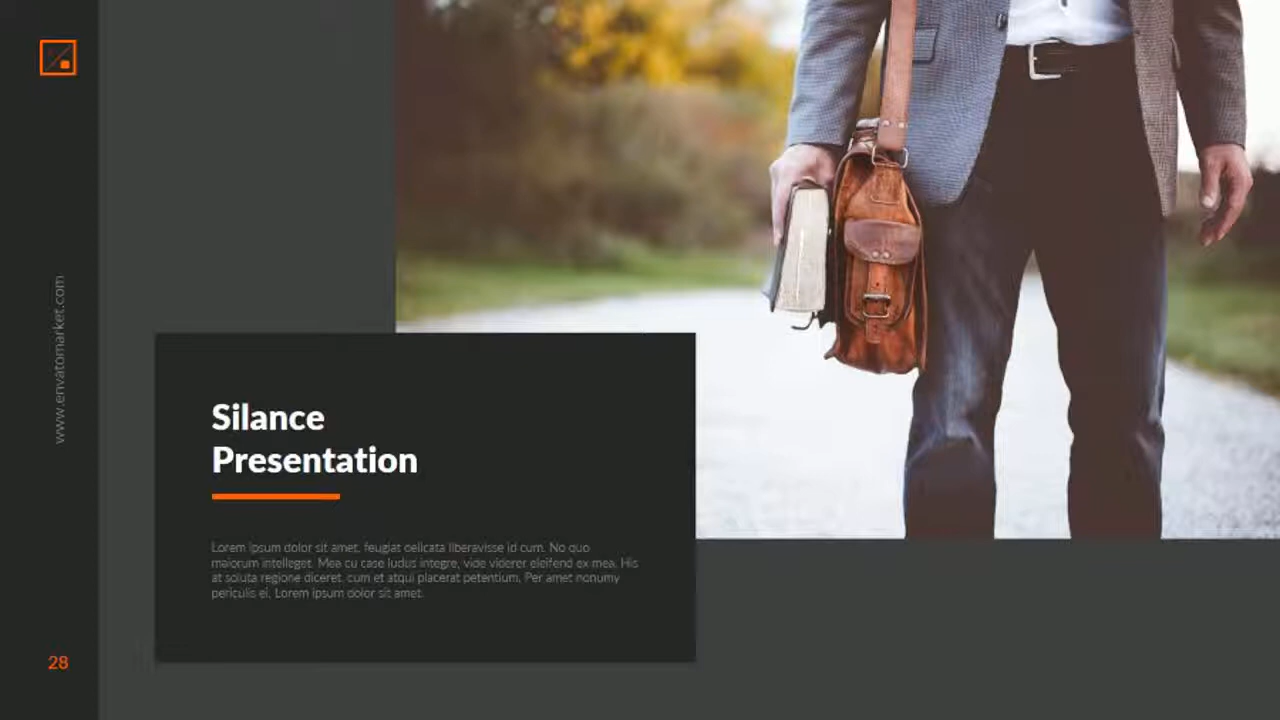 www.envatomarket.com
Silance
Presentation
Lorem ipsum dolor sit amet, feugiat delicata liberavisse id cum. No quo
maiorum intelleget. Mea cu case ludus integre, vide viderer eleifend ex mea. His
at soluta regione diceret, cum et atqui placerat petentium. Per amet nonumy
periculis ei. Lorem ipsum dolor sit amet.
28